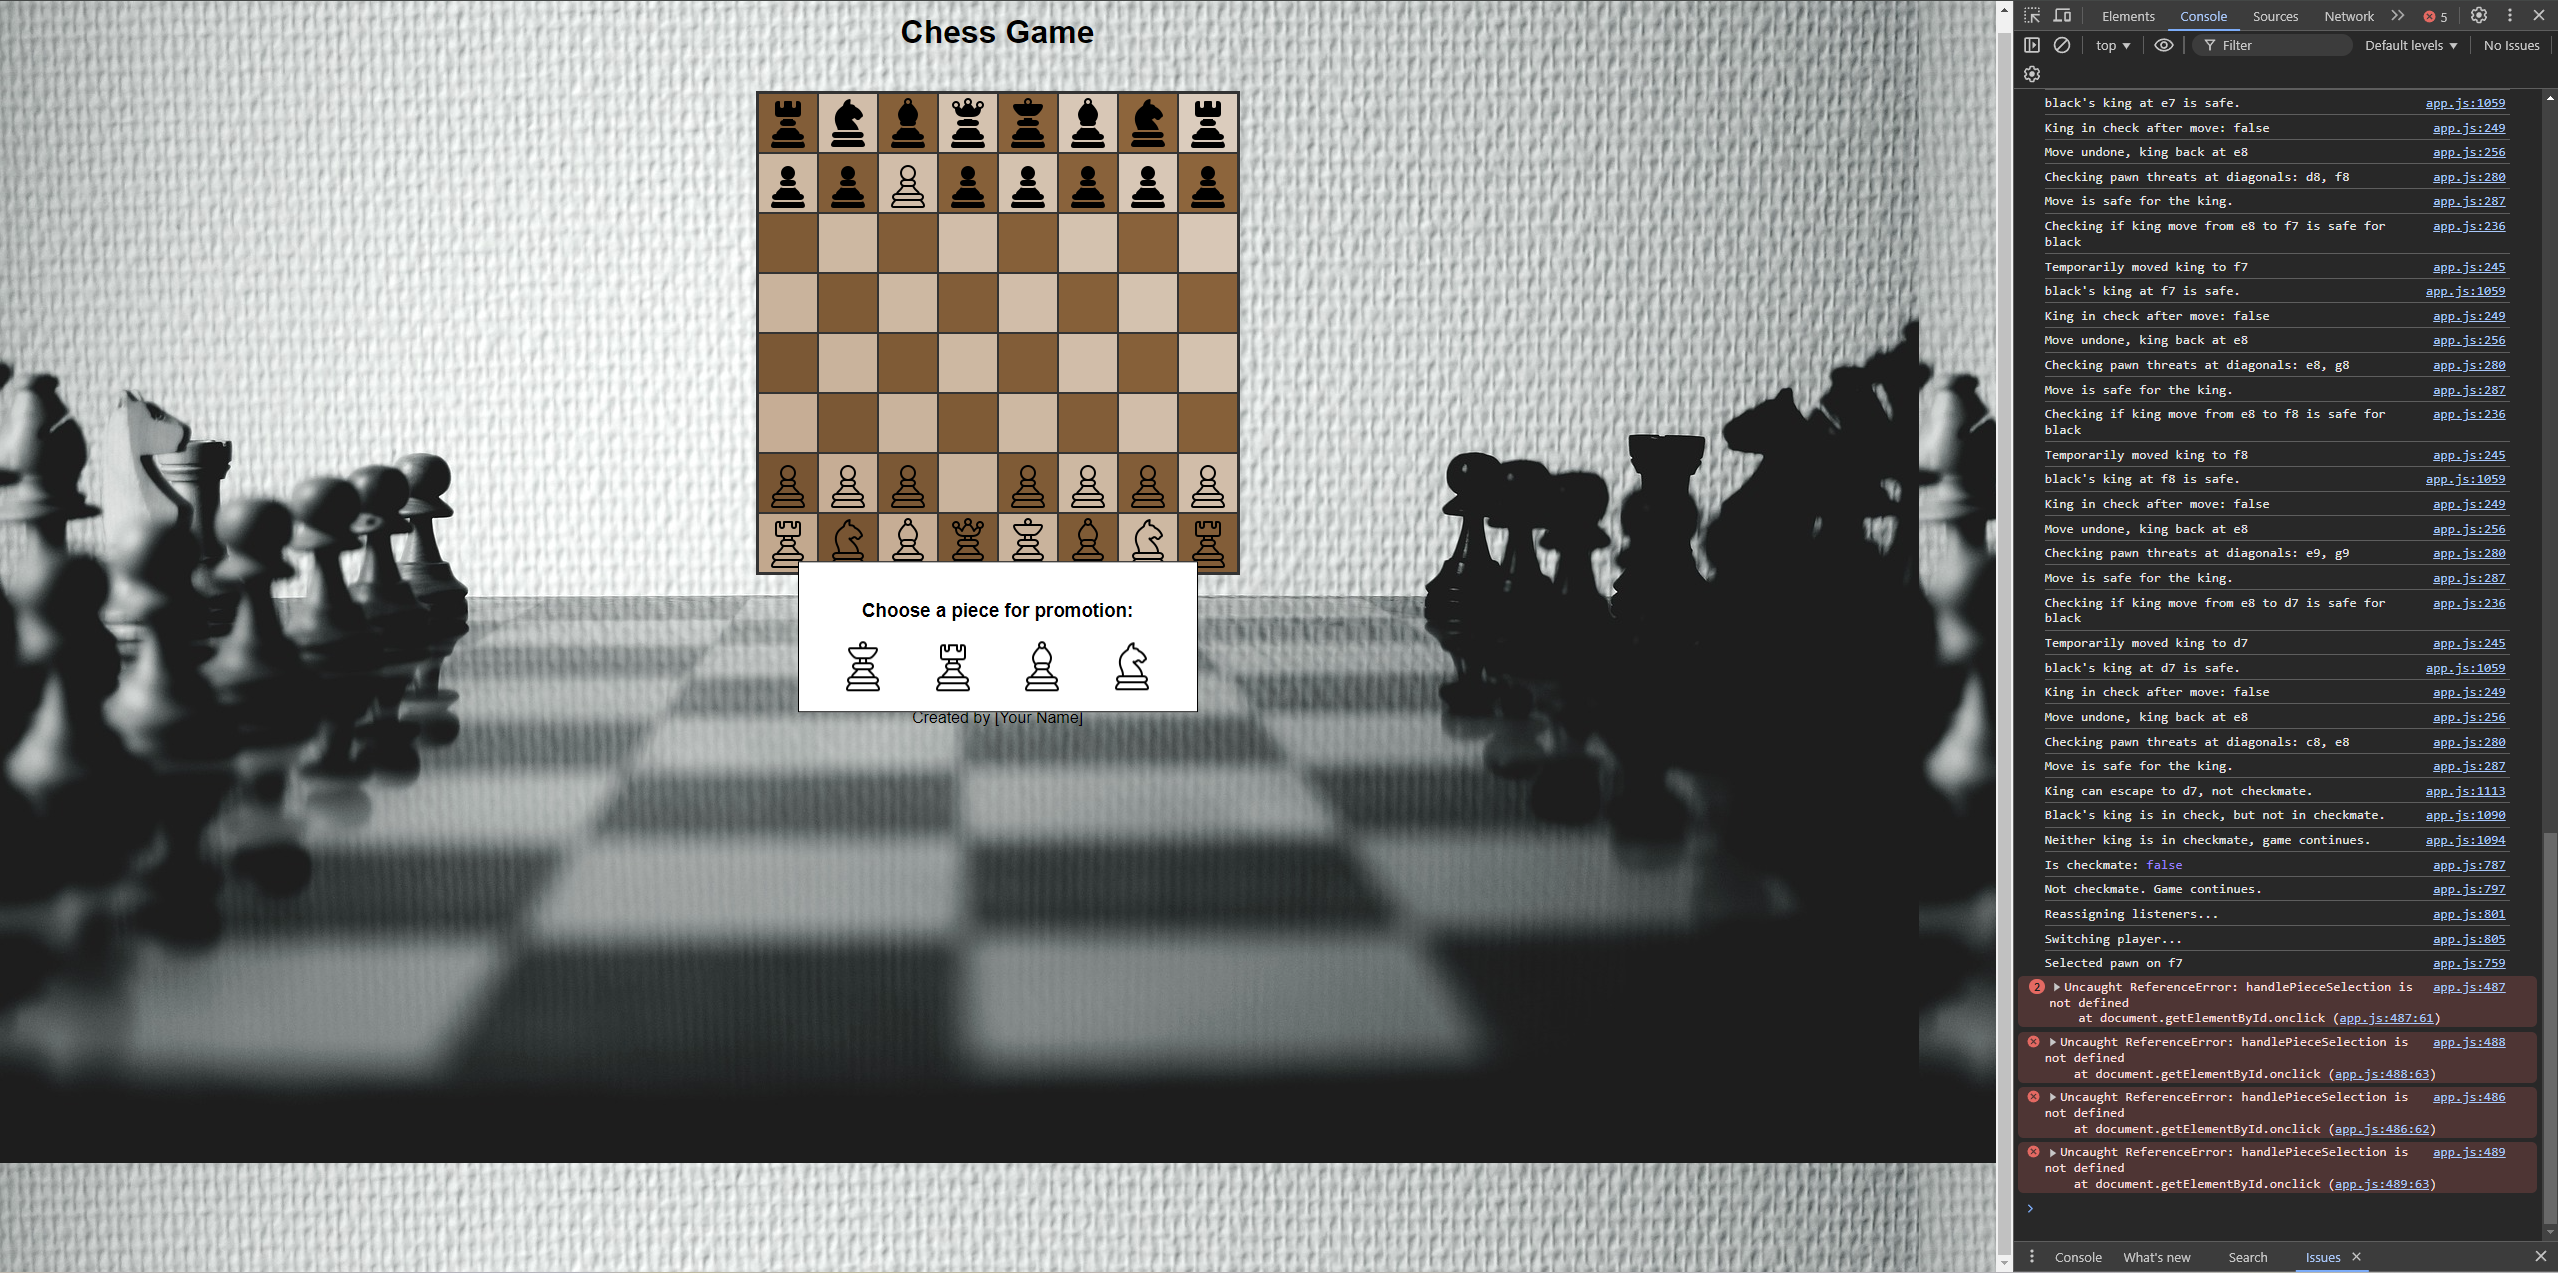 Chess Game
Choose a piece for promotion:
Created by [Your Name]
Elements Console Sources Network 5
top Filter Default levels No Issues
black's king at e7 is safe. app.js:1059
King in check after move: false app.js:249
Move undone, king back at e8 app.js:256
Checking pawn threats at diagonals: d8, f8 app.js:280
Move is safe for the king. app.js:287
Checking if king move from e8 to f7 is safe for app.js:236
black
Temporarily moved king to f7 app.js:245
black's king at f7 is safe. app.js:1059
King in check after move: false app.js:249
Move undone, king back at e8 app.js:256
Checking pawn threats at diagonals: e8, g8 app.js:280
Move is safe for the king. app.js:287
Checking if king move from e8 to f8 is safe for app.js:236
black
Temporarily moved king to f8 app.js:245
black's king at f8 is safe. app.js:1059
King in check after move: false app.js:249
Move undone, king back at e8 app.js:256
Checking pawn threats at diagonals: e9, g9 app.js:280
Move is safe for the king. app.js:287
Checking if king move from e8 to d7 is safe for app.js:236
black
Temporarily moved king to d7 app.js:245
black's king at d7 is safe. app.js:1059
King in check after move: false app.js:249
Move undone, king back at e8 app.js:256
Checking pawn threats at diagonals: c8, e8 app.js:280
Move is safe for the king. app.js:287
King can escape to d7, not checkmate. app.js:1113
Black's king is in check, but not in checkmate. app.js:1090
Neither king is in checkmate, game continues. app.js:1094
Is checkmate: false app.js:787
Not checkmate. Game continues. app.js:797
Reassigning listeners... app.js:801
Switching player... app.js:805
Selected pawn on f7 app.js:759
2 Uncaught ReferenceError: handlePieceSelection is app.js:487
not defined
at document.getElementById.onclick (app.js:487:61)
Uncaught ReferenceError: handlePieceSelection is app.js:488
not defined
at document.getElementById.onclick (app.js:488:63)
Uncaught ReferenceError: handlePieceSelection is app.js:486
not defined
at document.getElementById.onclick (app.js:486:62)
Uncaught ReferenceError: handlePieceSelection is app.js:489
not defined
at document.getElementById.onclick (app.js:489:63)
Console What's new Search Issues